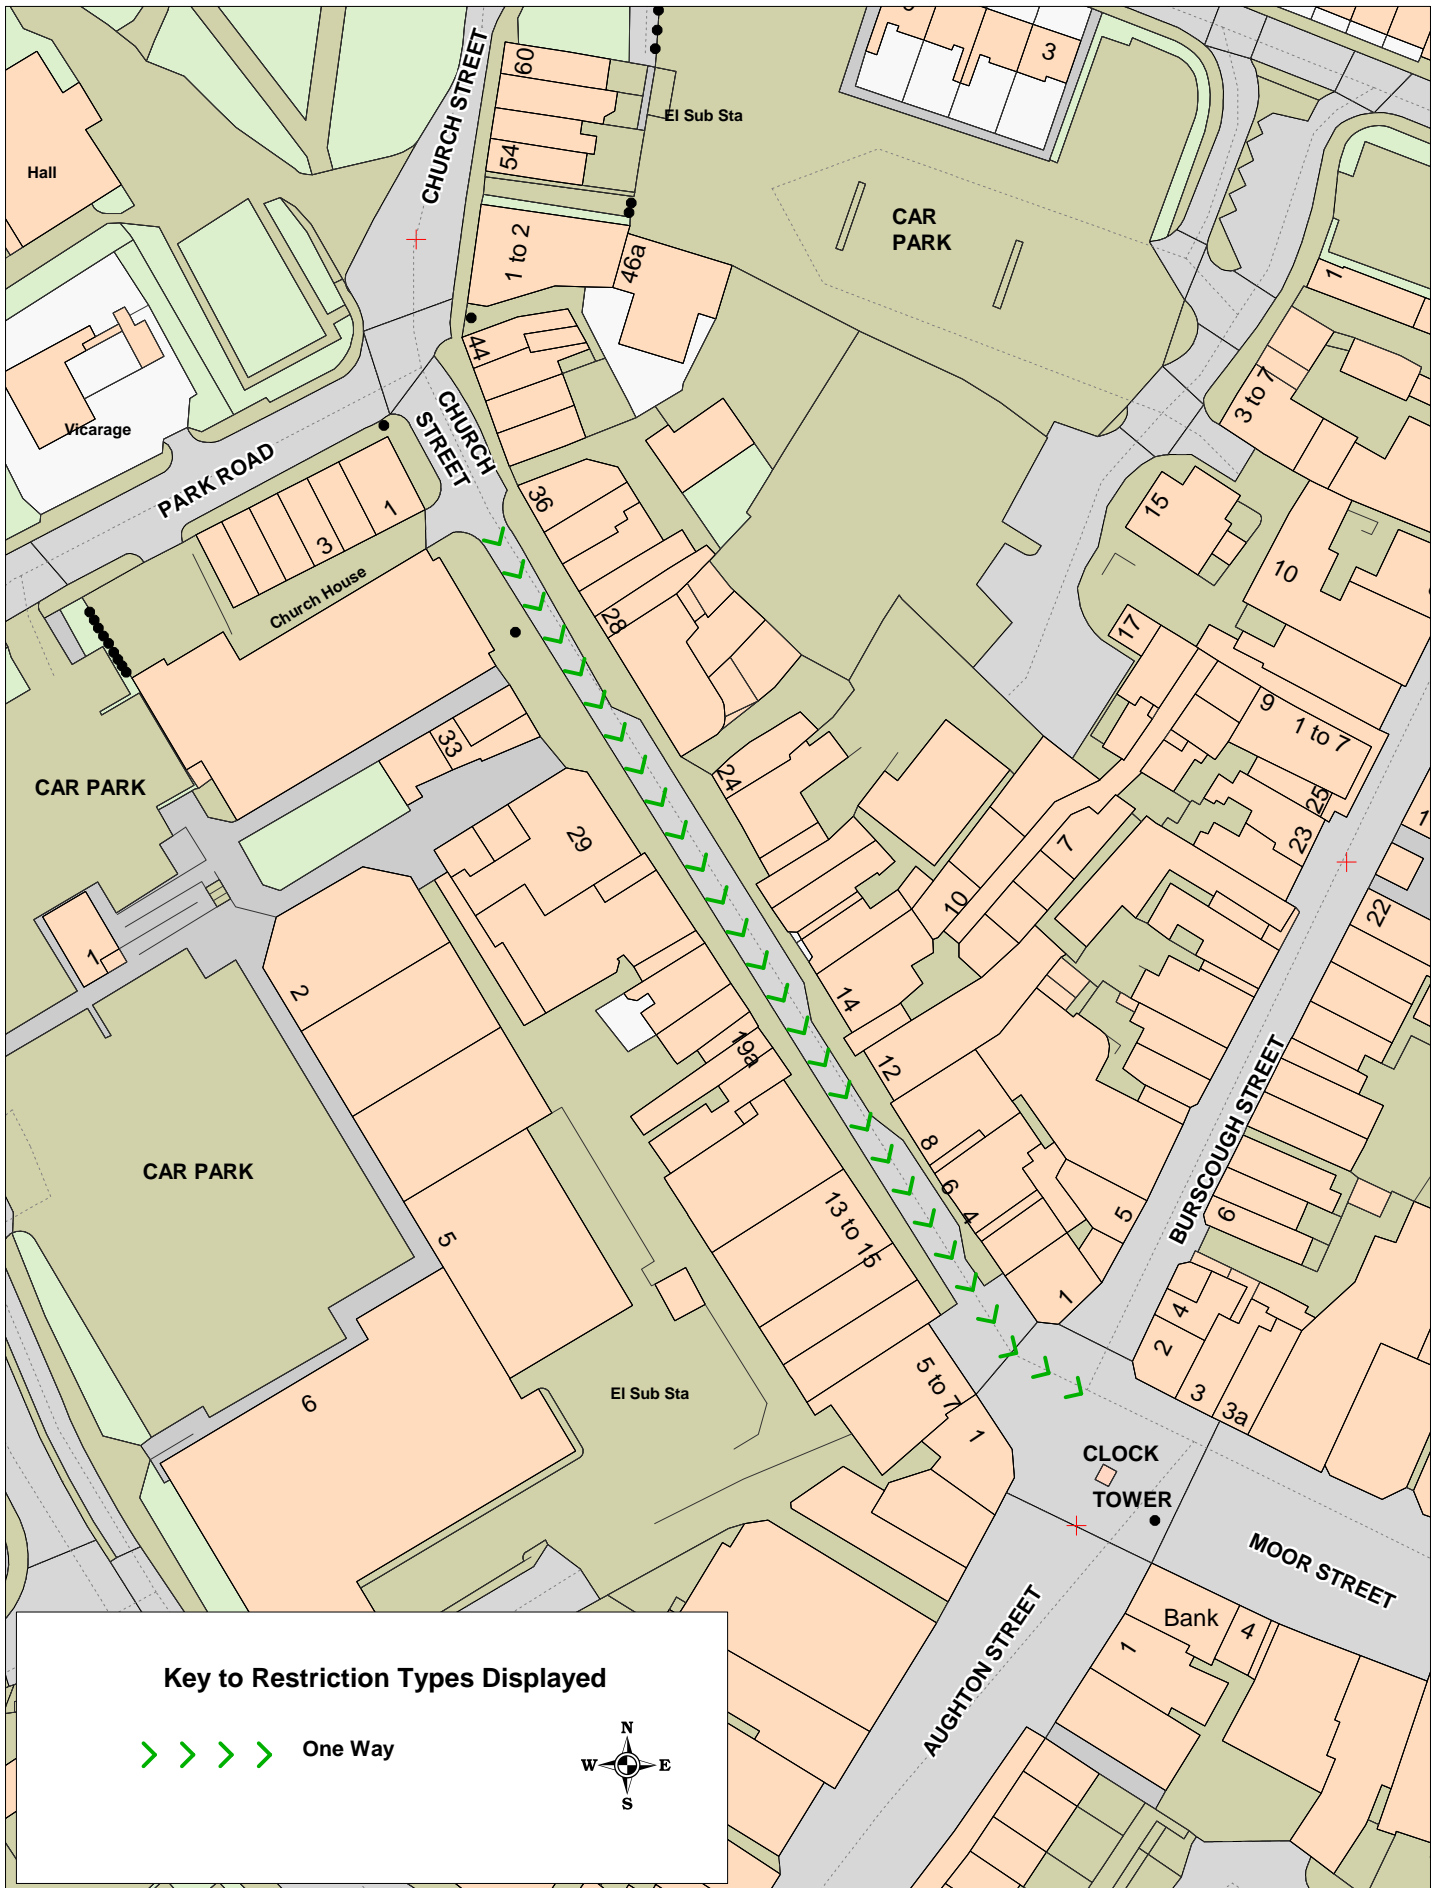 CHURCH STREET
60
54
El Sub Sta
3
Hall
CAR
PARK
1 to 2
46a
1
44
Vicarage
CHURCH
STREET
PARK ROAD
3 to 7
36
1
3
15
Church House
28
10
17
33
9
1 to 7
CAR PARK
24
25
1
29
23
7
10
22
1
2
14
19a
12
8
BURSCOUGH STREET
CAR PARK
6
4
5
6
13 to 15
5
1
4
2
3
3a
6
El Sub Sta
5 to 7
1
CLOCK
TOWER
MOOR STREET
AUGHTON STREET
Bank
4
1
Key to Restriction Types Displayed
One Way
N
W E
S